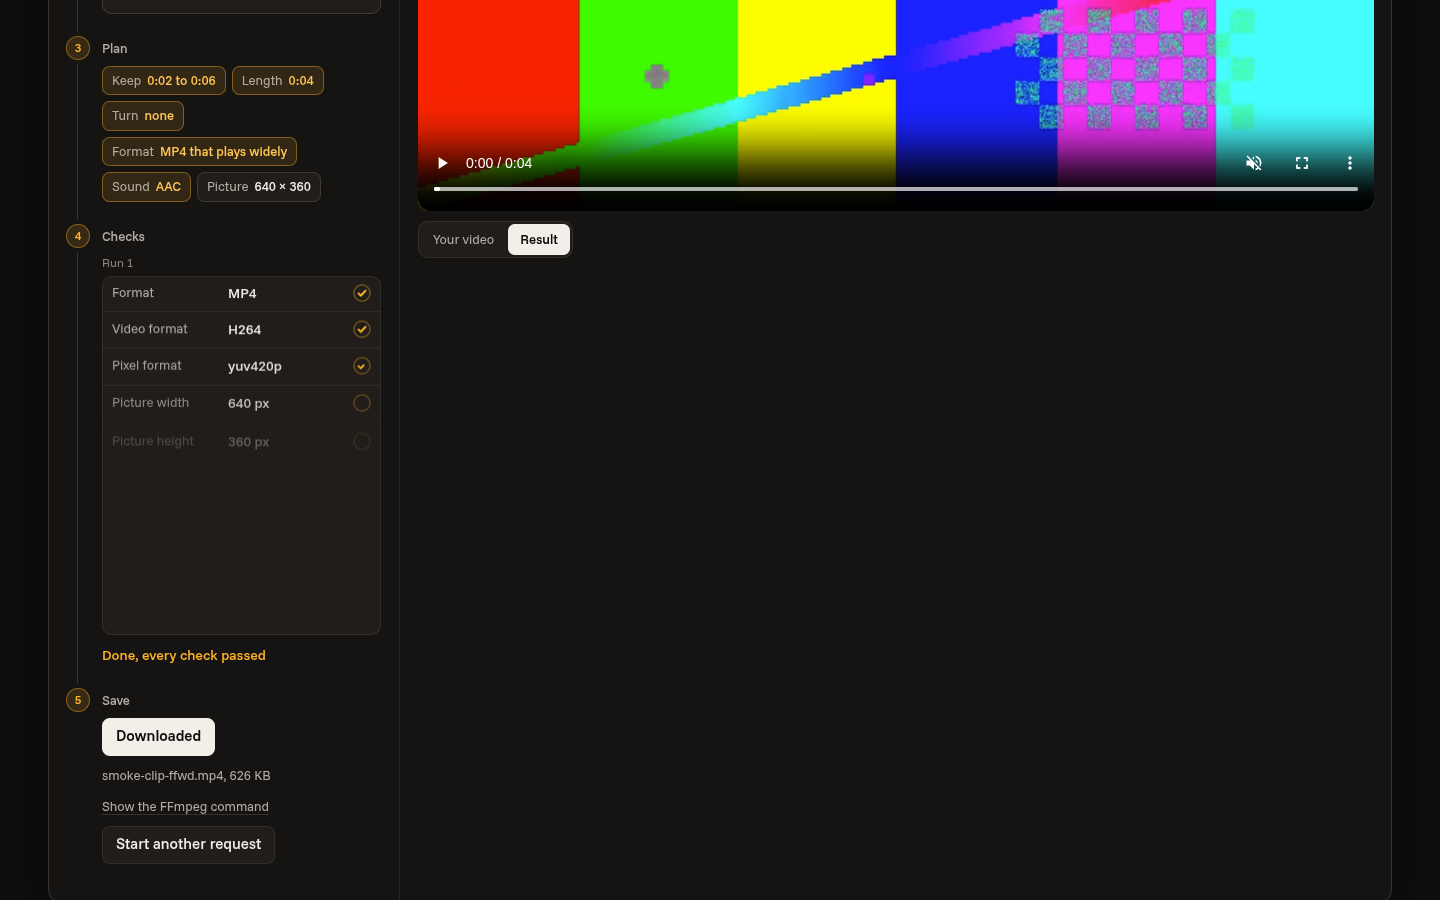 3 Plan
Keep 0:02 to 0:06 Length 0:04
Turn none
Format MP4 that plays widely
Sound AAC Picture 640 × 360
4 Checks
Run 1
Format MP4
Video format H264
Pixel format yuv420p
Picture width 640 px
Picture height 360 px
Done, every check passed
5 Save
Downloaded
smoke-clip-ffwd.mp4, 626 KB
Show the FFmpeg command
Start another request
0:00 / 0:04
Your video Result